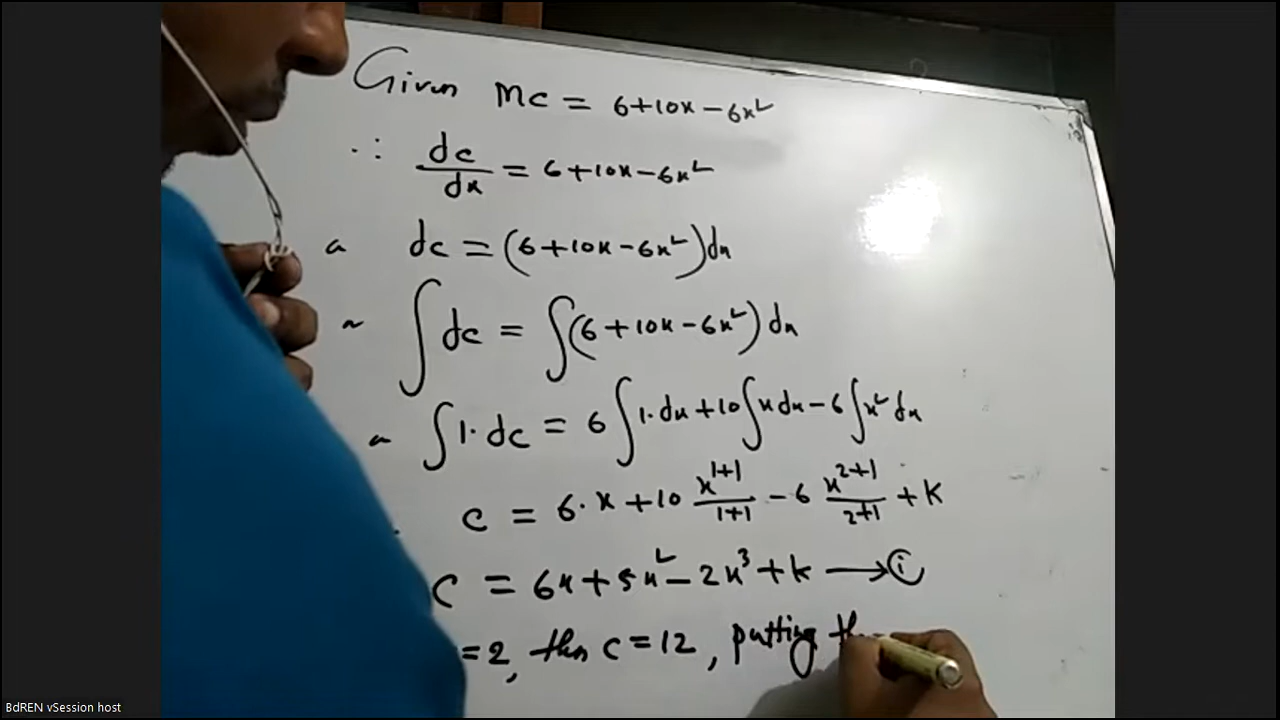 Given MC = 6+10x-6x²
∴ dc/dx = 6+10x-6x²
a dc = (6+10x-6x²)dx
~ ∫dc = ∫(6+10x-6x²)dx
~ ∫1·dc = 6∫1·dx+10∫xdx-6∫x²dx
c = 6·x+10 x¹⁺¹/1+1 - 6 x²⁺¹/2+1 + K
C = 6x+5x²-2x³+k → i
=2, then c=12, putting
BdREN vSession host